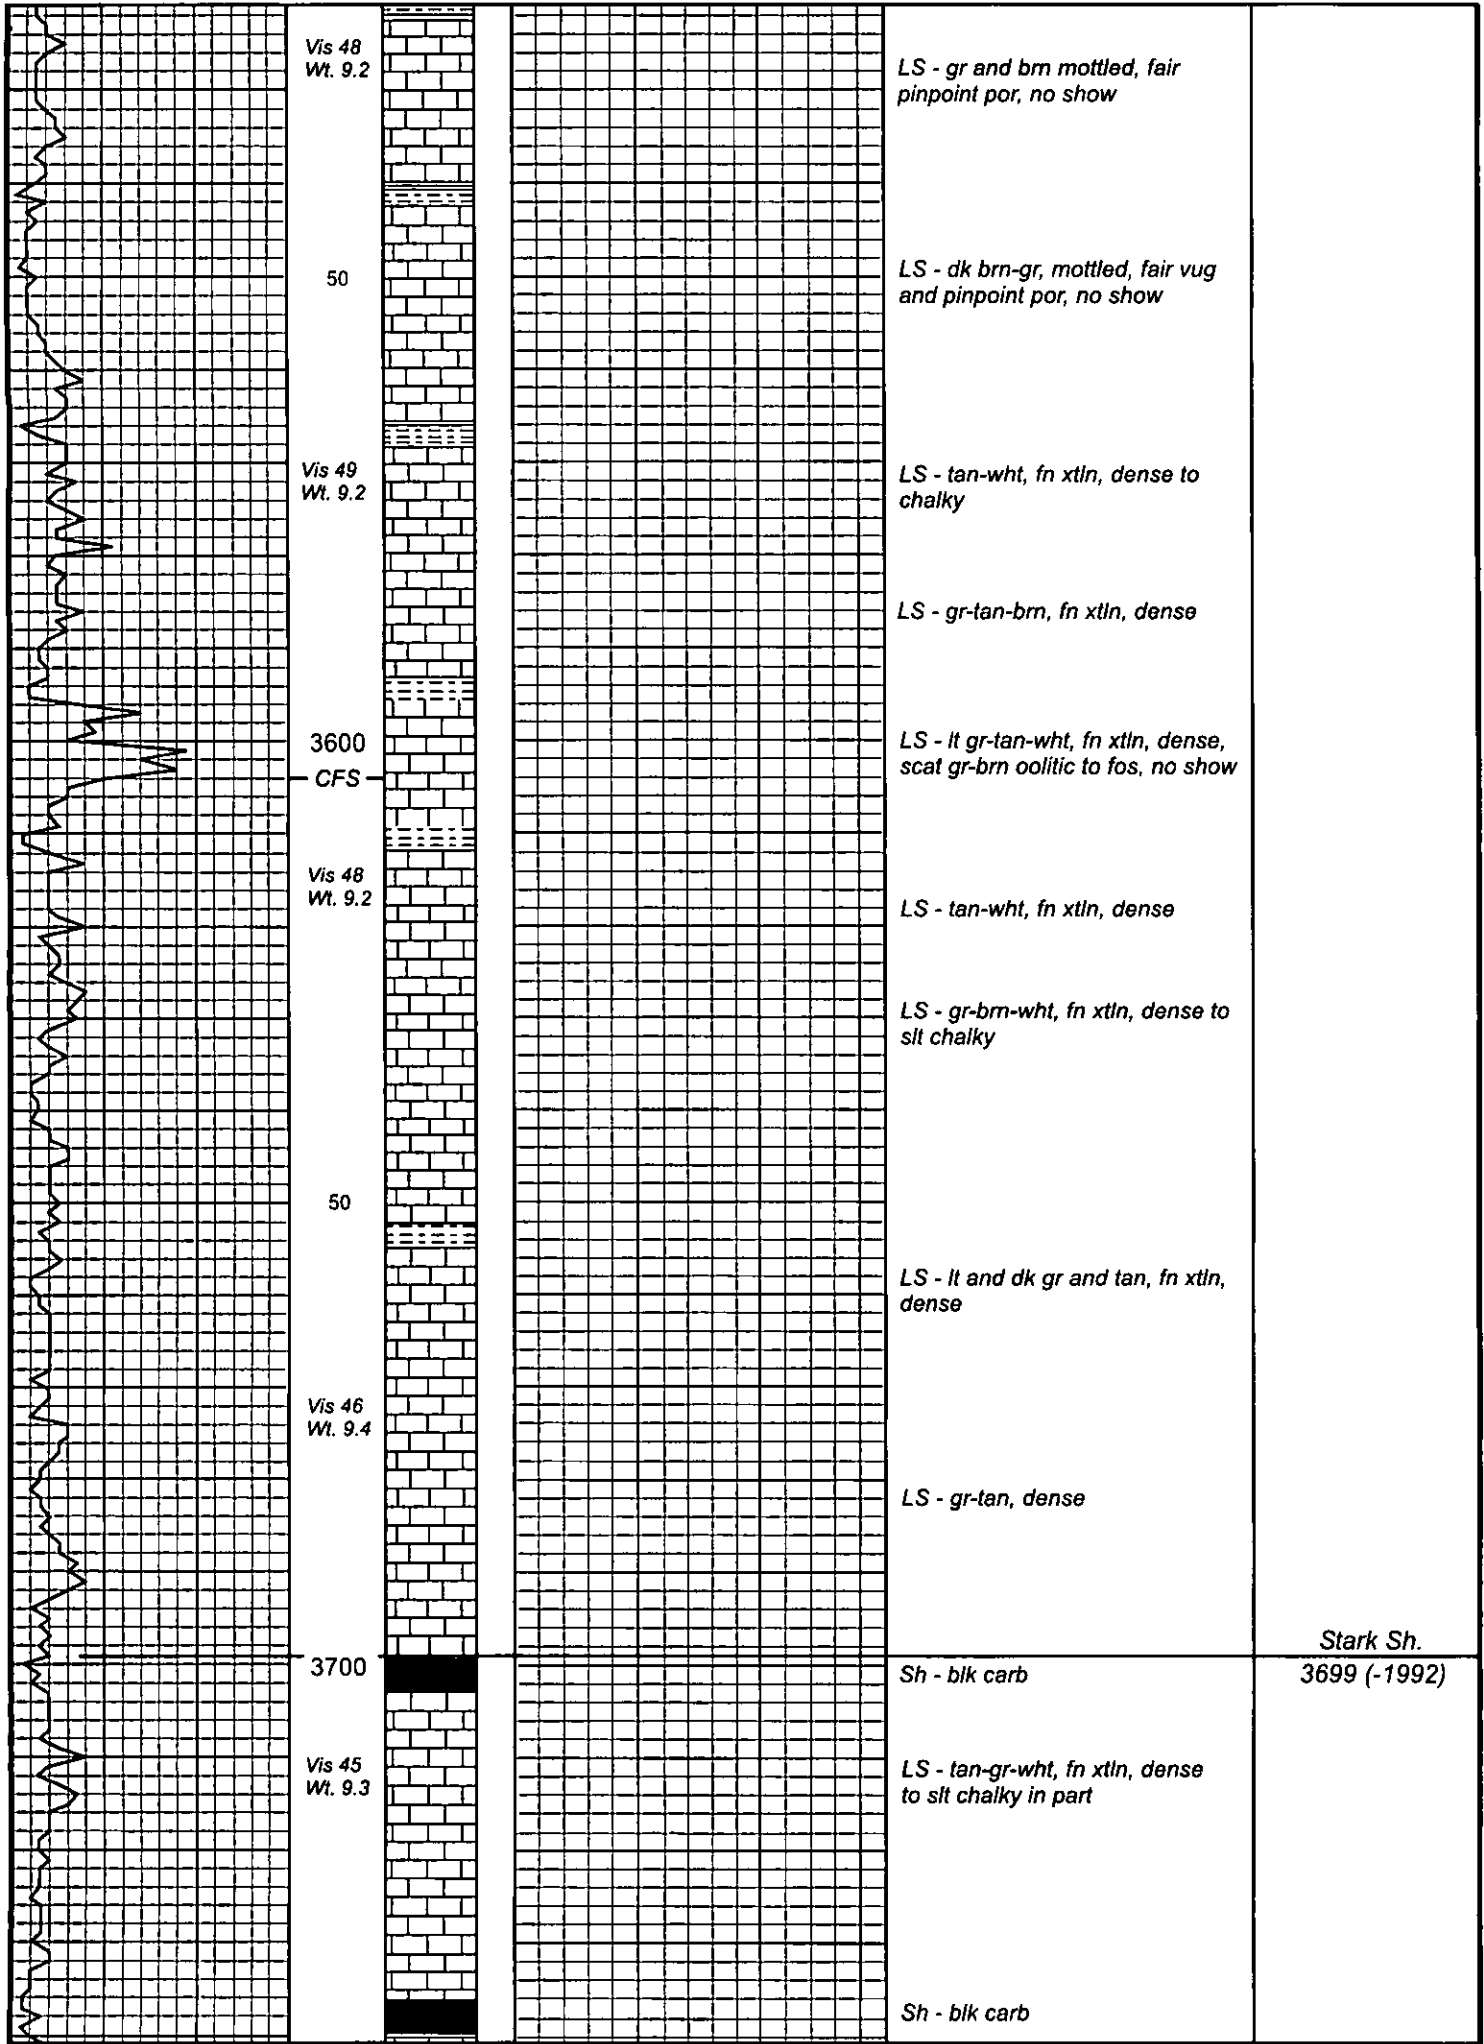 Vis 48
Wt. 9.2
LS - gr and brn mottled, fair
pinpoint por, no show
50
LS - dk brn-gr, mottled, fair vug
and pinpoint por, no show
Vis 49
Wt. 9.2
LS - tan-wht, fn xtln, dense to
chalky
LS - gr-tan-brn, fn xtln, dense
3600
CFS
LS - lt gr-tan-wht, fn xtln, dense,
scat gr-brn oolitic to fos, no show
Vis 48
Wt. 9.2
LS - tan-wht, fn xtln, dense
LS - gr-brn-wht, fn xtln, dense to
slt chalky
50
LS - lt and dk gr and tan, fn xtln,
dense
Vis 46
Wt. 9.4
LS - gr-tan, dense
Stark Sh.
3700
Sh - blk carb
3699 (-1992)
Vis 45
Wt. 9.3
LS - tan-gr-wht, fn xtln, dense
to slt chalky in part
Sh - blk carb